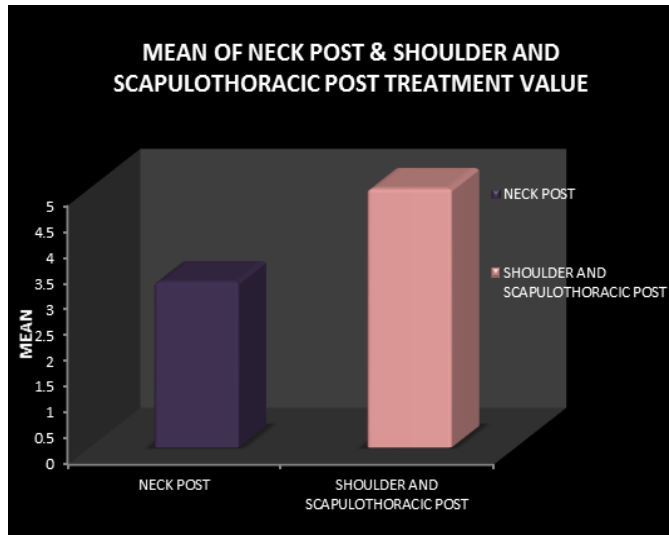 MEAN OF NECK POST & SHOULDER AND
SCAPULOTHORACIC POST TREATMENT VALUE
5
4.5
4
3.5
3
2.5
2
1.5
1
0.5
0
MEAN
NECK POST
SHOULDER AND
SCAPULOTHORACIC POST
NECK POST
SHOULDER AND
SCAPULOTHORACIC POST